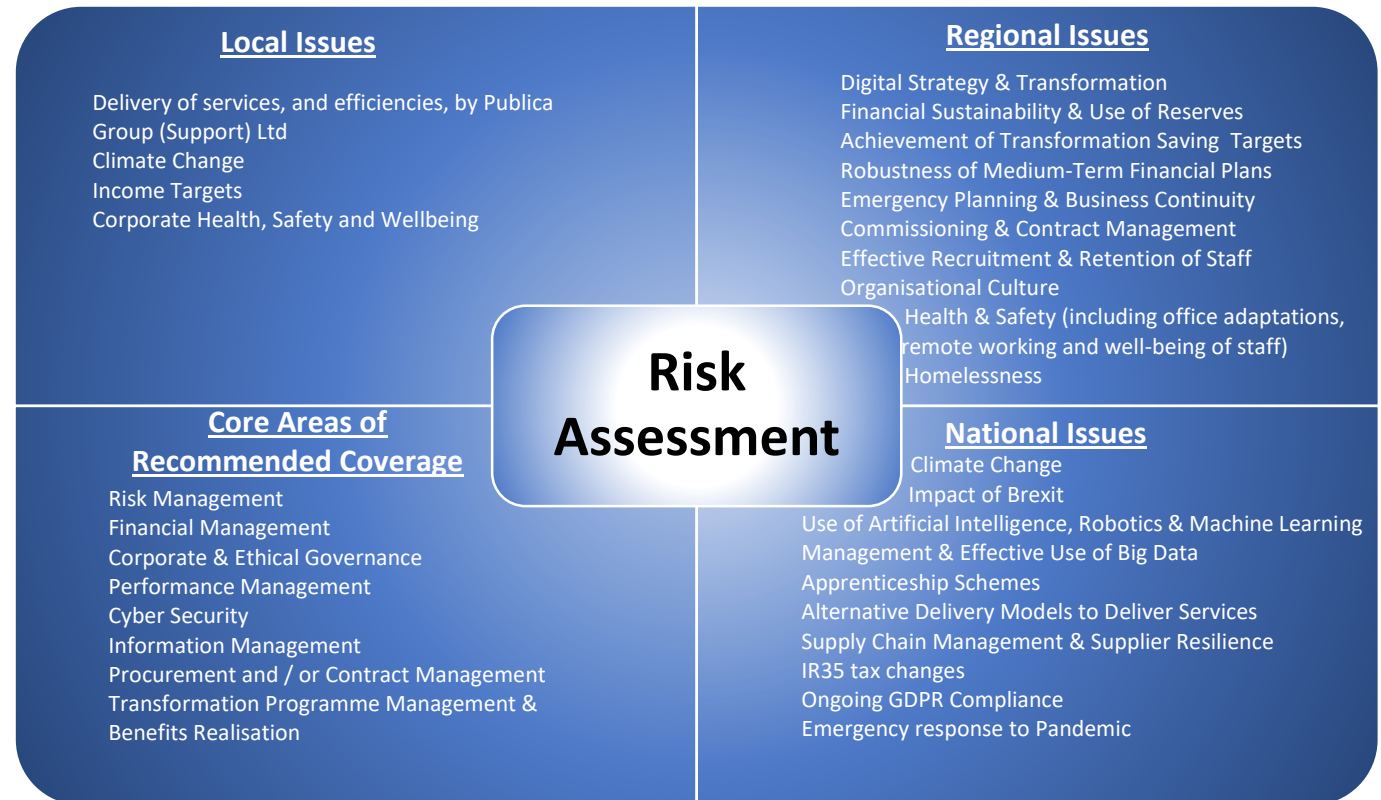 Local Issues
Delivery of services, and efficiencies, by Publica
Group (Support) Ltd
Climate Change
Income Targets
Corporate Health, Safety and Wellbeing
Regional Issues
Digital Strategy & Transformation
Financial Sustainability & Use of Reserves
Achievement of Transformation Saving  Targets
Robustness of Medium-Term Financial Plans
Emergency Planning & Business Continuity
Commissioning & Contract Management
Effective Recruitment & Retention of Staff
Organisational Culture
Health & Safety (including office adaptations,
remote working and well-being of staff)
Homelessness
Risk
Assessment
Core Areas of
Recommended Coverage
Risk Management
Financial Management
Corporate & Ethical Governance
Performance Management
Cyber Security
Information Management
Procurement and / or Contract Management
Transformation Programme Management &
Benefits Realisation
National Issues
Climate Change
Impact of Brexit
Use of Artificial Intelligence, Robotics & Machine Learning
Management & Effective Use of Big Data
Apprenticeship Schemes
Alternative Delivery Models to Deliver Services
Supply Chain Management & Supplier Resilience
IR35 tax changes
Ongoing GDPR Compliance
Emergency response to Pandemic